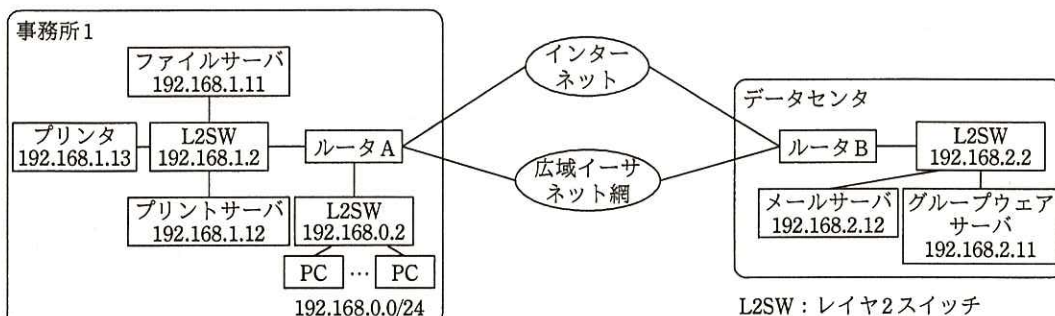 事務所1
ファイルサーバ
192.168.1.11
プリンタ
192.168.1.13
L2SW
192.168.1.2
ルータA
プリントサーバ
192.168.1.12
L2SW
192.168.0.2
PC … PC
192.168.0.0/24
インター
ネット
広域イーサ
ネット網
データセンタ
ルータB
L2SW
192.168.2.2
メールサーバ
192.168.2.12
グループウェア
サーバ
192.168.2.11
L2SW：レイヤ2スイッチ